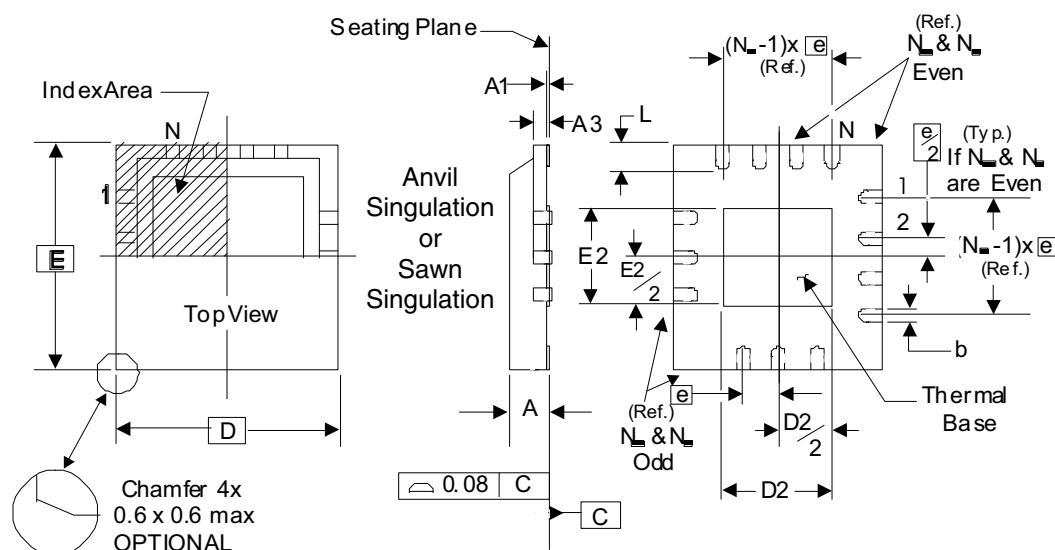 Seating Plane
Index Area
N
1
E
Top View
D
Chamfer 4x
0.6 x 0.6 max
OPTIONAL
A1
A3
L
Anvil
Singulation
or
Sawn
Singulation
A
0.08 C
C
(Ref.)
Even
(N -1)x e
(Ref.)
N
e/2
(Typ.)
are Even
1
2
(N -1)x e
(Ref.)
b
E2
E2/2
e
(Ref.)
Odd
D2/2
D2
Thermal
Base